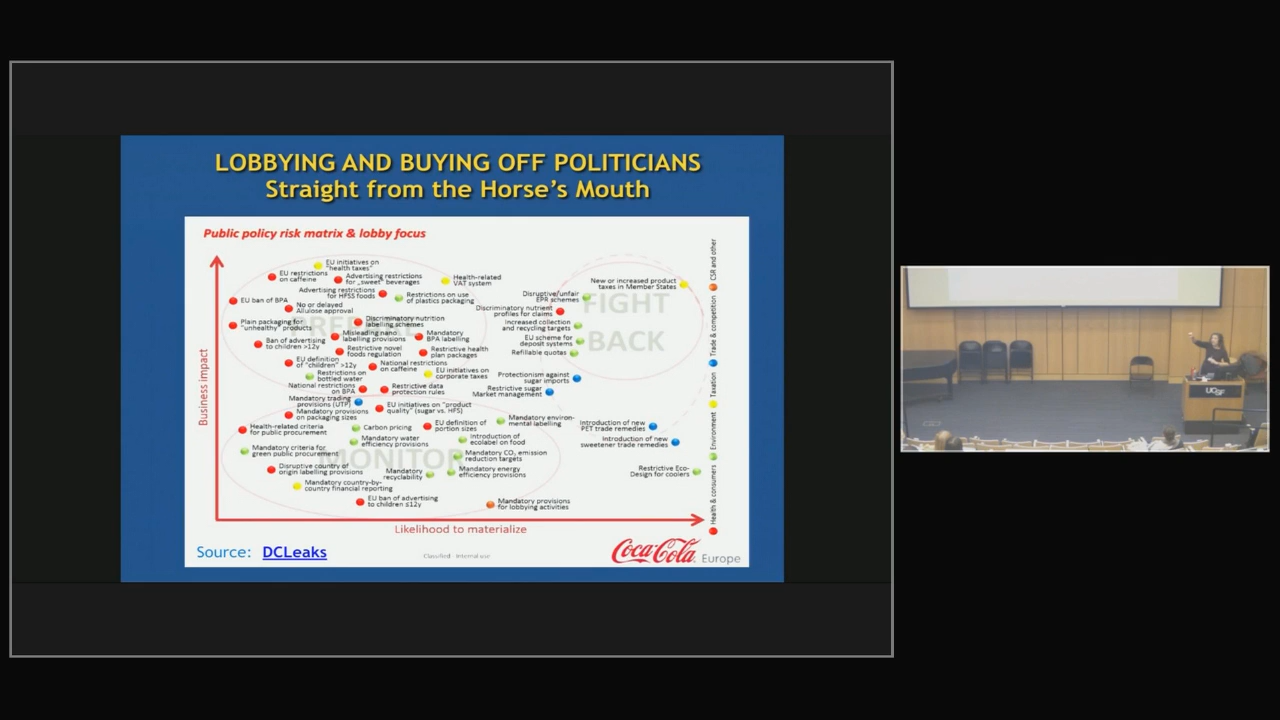 LOBBYING AND BUYING OFF POLITICIANS
Straight from the Horse's Mouth
Public policy risk matrix & lobby focus
EU initiatives on
"health taxes"
EU restrictions
on caffeine
Advertising restrictions
for „sweet" beverages
Health-related
VAT system
New or increased product
taxes in Member States
Advertising restrictions
for HFSS foods
Restrictions on use
of plastics packaging
Disruptive/unfair
EPR schemes
EU ban of BPA
No or delayed
Allulose approval
Discriminatory nutrient
profiles for claims
FIGHT
BACK
Plain packaging for
"unhealthy" products
Discriminatory nutrition
labelling schemes
Increased collection
and recycling targets
Misleading nano
labelling provisions
Mandatory
BPA labelling
EU scheme for
deposit systems
Ban of advertising
to children >12y
Restrictive novel
foods regulation
Restrictive health
plan packages
Refillable quotas
EU definition
of "children" >12y
National restrictions
on caffeine
Restrictions on
bottled water
EU initiatives on
corporate taxes
Protectionism against
sugar imports
National restrictions
on BPA
Restrictive data
protection rules
Restrictive sugar
Market management
Mandatory trading
provisions (UTP)
EU initiatives on "product
quality" (sugar vs. HFS)
Mandatory provisions
on packaging sizes
Health-related criteria
for public procurement
Carbon pricing
EU definition of
portion sizes
Mandatory environ-
mental labelling
Introduction of new
PET trade remedies
Mandatory water
efficiency provisions
Introduction of
ecolabel on food
Introduction of new
sweetener trade remedies
Mandatory criteria for
green public procurement
MONITOR
Mandatory CO₂ emission
reduction targets
Disruptive country of
origin labelling provisions
Mandatory
recyclability
Mandatory energy
efficiency provisions
Restrictive Eco-
Design for coolers
Mandatory country-by-
country financial reporting
EU ban of advertising
to children ≤12y
Mandatory provisions
for lobbying activities
Business impact
Likelihood to materialize
Health & consumers
Environment
Taxation
Trade & competition
CSR and other
Source: DCLeaks
Classified - Internal use
Coca-Cola Europe
UCSF